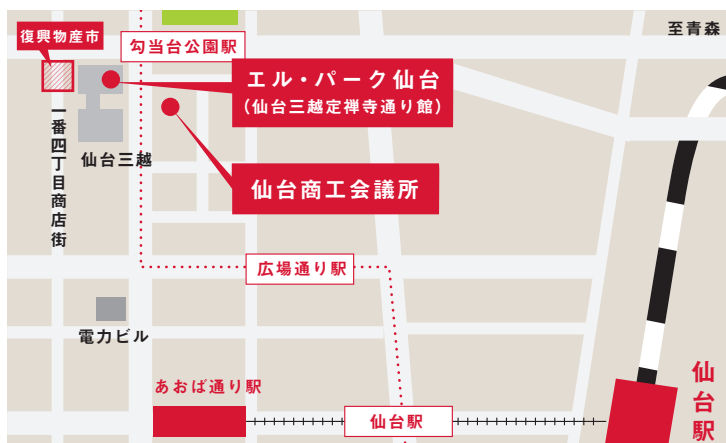 復興物産市
勾当台公園駅
至青森
エル・パーク仙台
(仙台三越定禅寺通り館)
一番四丁目商店街
仙台三越
仙台商工会議所
広場通り駅
電力ビル
あおば通り駅
仙台駅
仙台駅